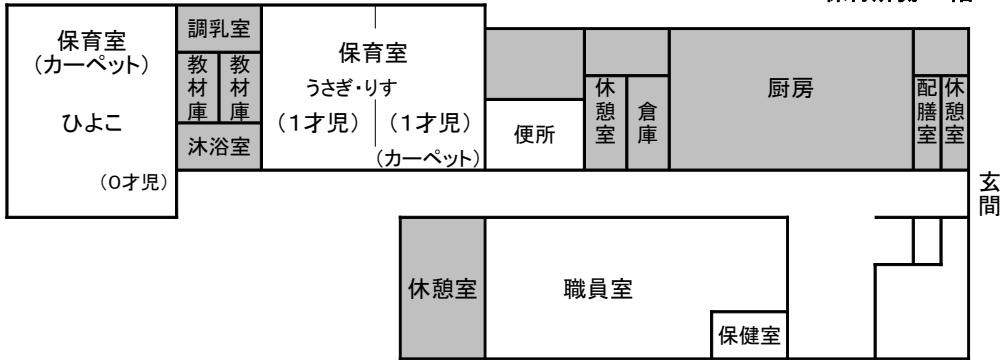 保育室
(カーペット)
ひよこ
(0才児)
調乳室
教材庫
教材庫
沐浴室
保育室
うさぎ・りす
(1才児)
(1才児)
(カーペット)
便所
休憩室
倉庫
厨房
配膳室
休憩室
玄間
休憩室
職員室
保健室